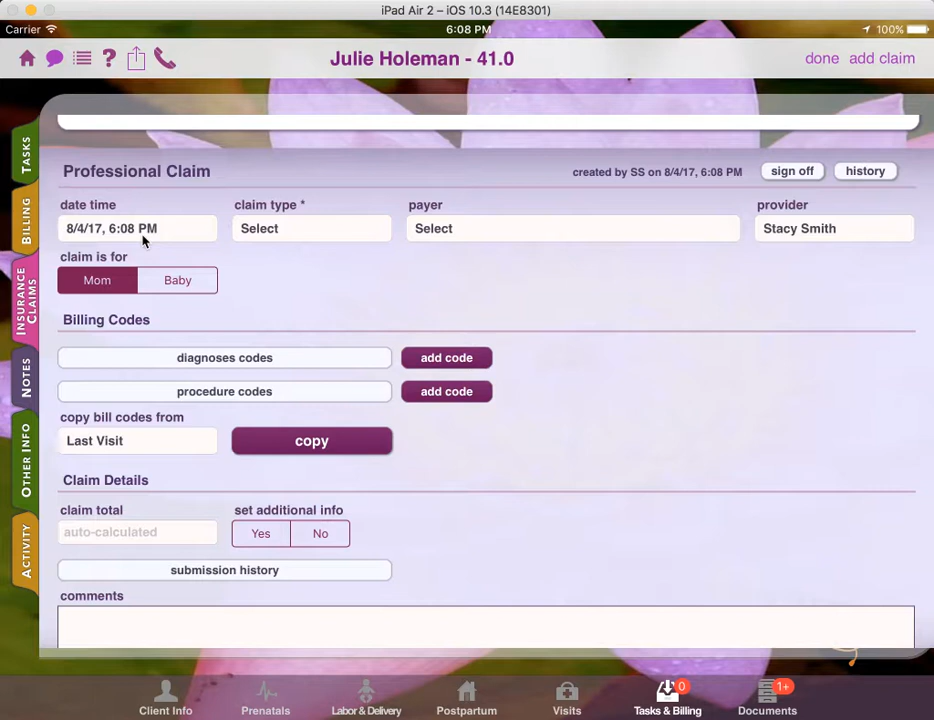 iPad Air 2 – iOS 10.3 (14E8301)
Carrier 6:08 PM 100%
? Julie Holeman - 41.0 done add claim
TASKS
BILLING
INSURANCE CLAIMS
NOTES
OTHER INFO
ACTIVITY
Professional Claim created by SS on 8/4/17, 6:08 PM sign off history
date time claim type * payer provider
8/4/17, 6:08 PM Select Select Stacy Smith
claim is for
Mom Baby
Billing Codes
diagnoses codes add code
procedure codes add code
copy bill codes from
Last Visit copy
Claim Details
claim total set additional info
auto-calculated Yes No
submission history
comments
0 1+
Client Info Prenatals Labor & Delivery Postpartum Visits Tasks & Billing Documents